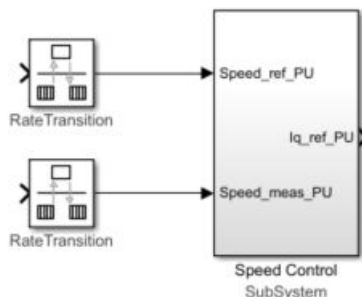 Speed_ref_PU
RateTransition
Iq_ref_PU
Speed_meas_PU
RateTransition
Speed Control
SubSystem